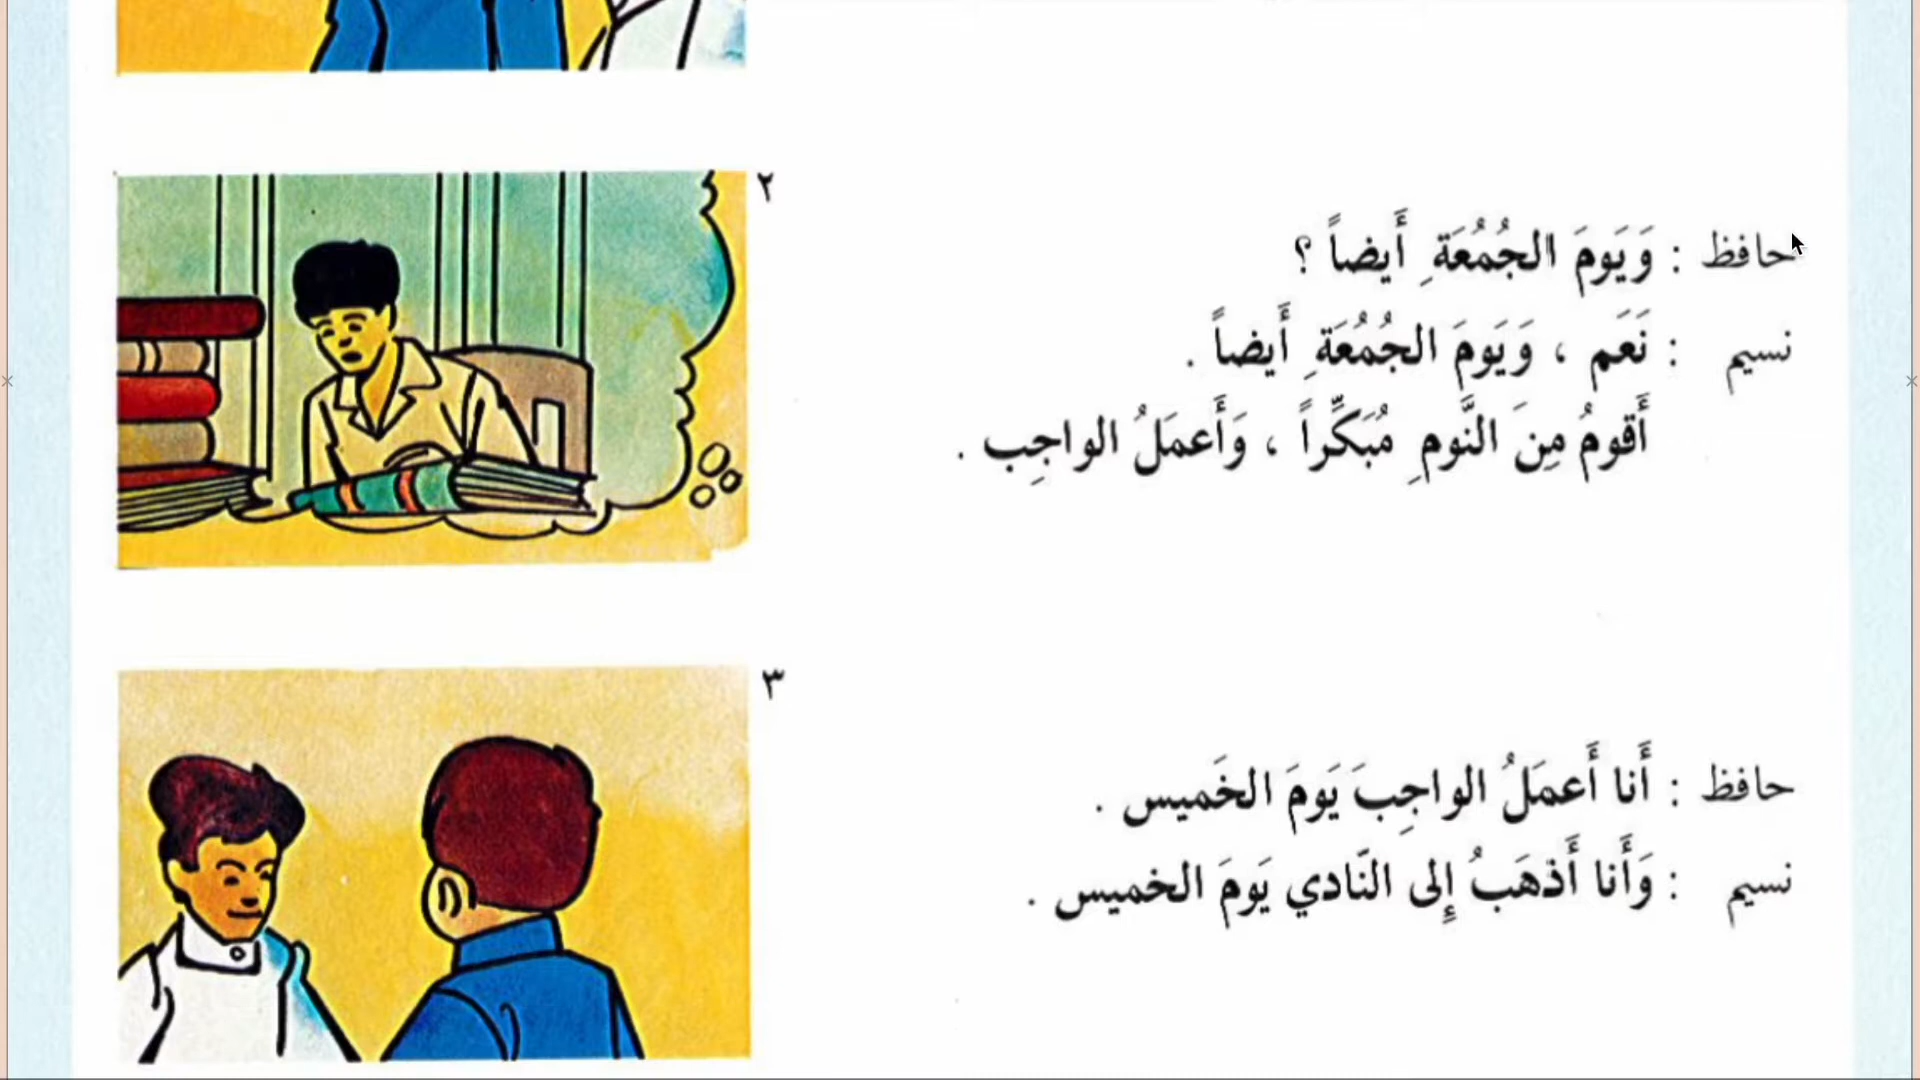 ٢
حافظ : وَيَومَ الجُمُعَةِ أَيضاً ؟
نسيم : نَعَم ، وَيَومَ الجُمُعَةِ أَيضاً .
أَقومُ مِنَ النَّومِ مُبَكِّراً ، وَأَعمَلُ الواجِب .
٣
حافظ : أَنا أَعمَلُ الواجِبَ يَومَ الخَميس .
نسيم : وَأَنا أَذهَبُ إِلى النّادي يَومَ الخميس .